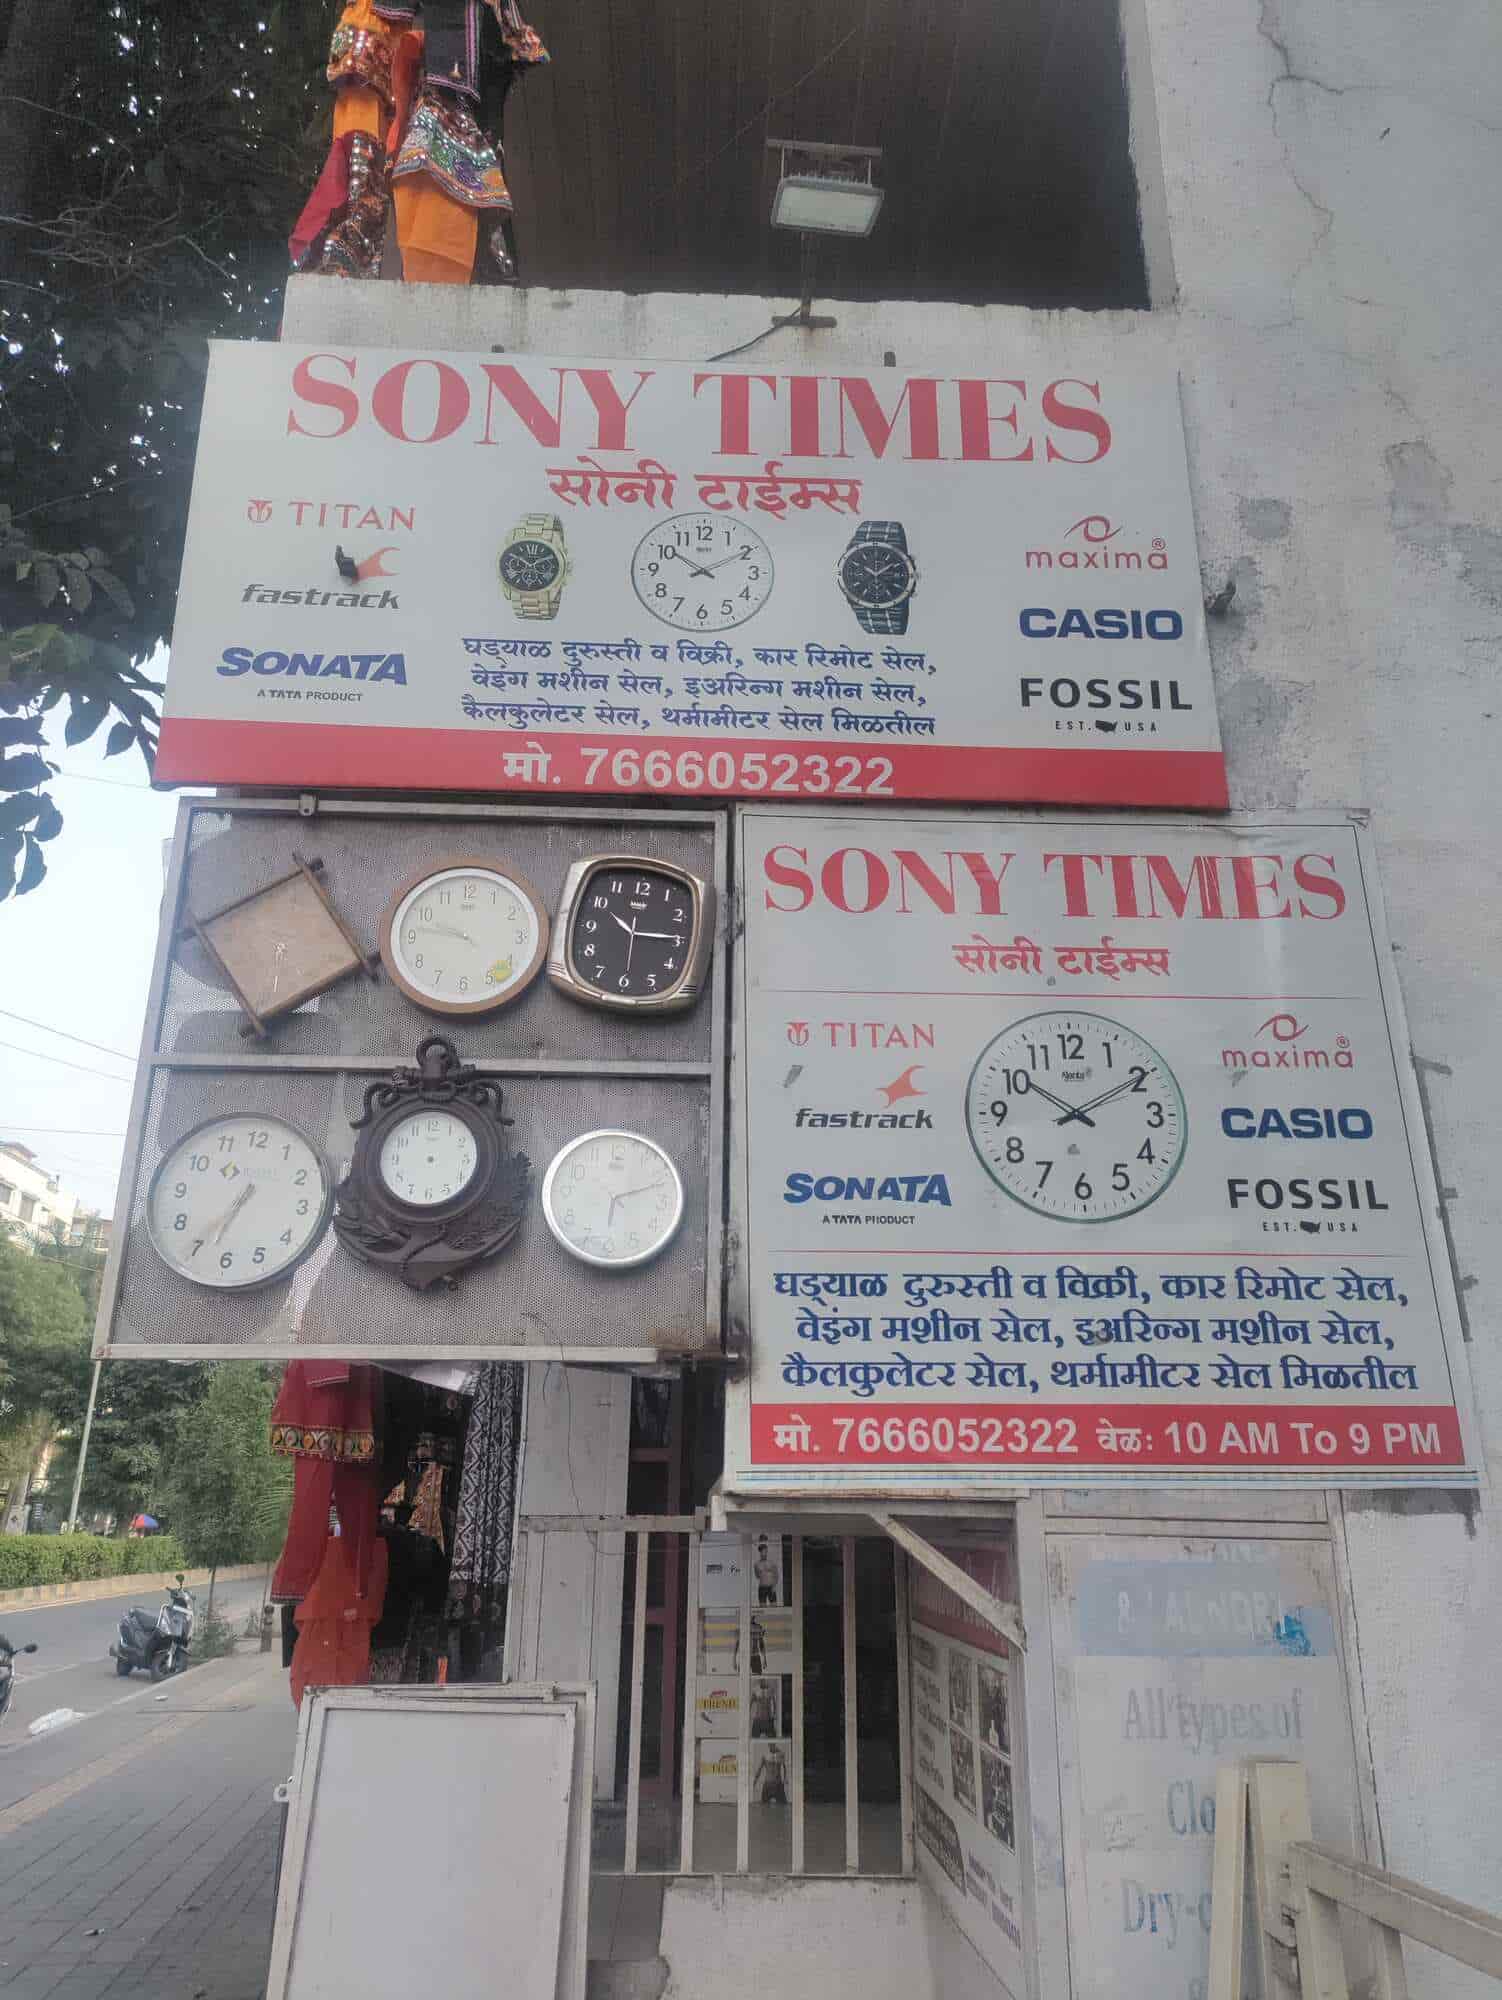 SONY TIMES
सोनी टाईम्स
TITAN
fastrack
SONATA
A TATA PRODUCT
maxima®
CASIO
FOSSIL
EST. USA
घड्याळ दुरुस्ती व विक्री, कार रिमोट सेल,
वेइंग मशीन सेल, इअरिन्ग मशीन सेल,
कैलकुलेटर सेल, थर्मामीटर सेल मिळतील
मो. 7666052322
SONY TIMES
सोनी टाईम्स
TITAN
fastrack
SONATA
A TATA PRODUCT
Ajanta
maxima®
CASIO
FOSSIL
EST. USA
घड्याळ दुरुस्ती व विक्री, कार रिमोट सेल,
वेइंग मशीन सेल, इअरिन्ग मशीन सेल,
कैलकुलेटर सेल, थर्मामीटर सेल मिळतील
मो. 7666052322 वेळः 10 AM To 9 PM
TREND
All types of